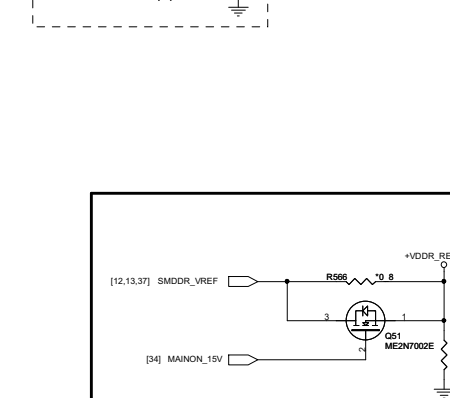 +VDDR_RE
[12,13,37] SMDDR_VREF
R566 *0_8
3 1
Q51
ME2N7002E
2
[34] MAINON_15V